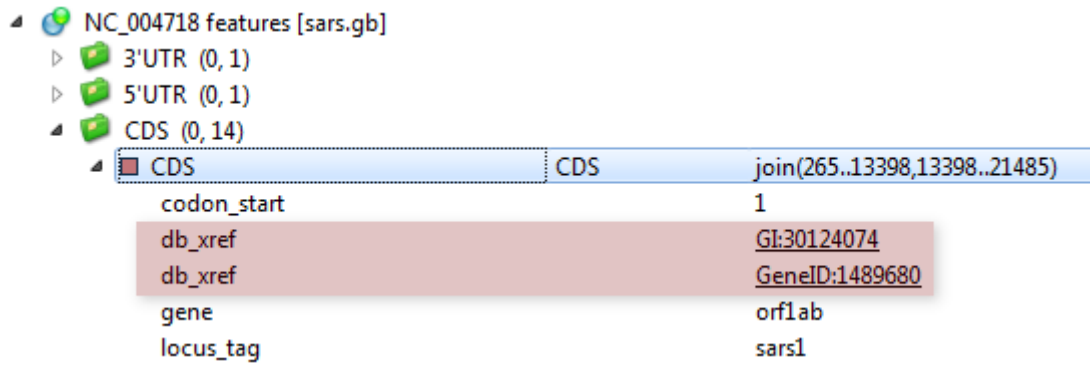 NC_004718 features [sars.gb]
3'UTR (0, 1)
5'UTR (0, 1)
CDS (0, 14)
CDS CDS join(265..13398,13398..21485)
codon_start 1
db_xref GI:30124074
db_xref GeneID:1489680
gene orf1ab
locus_tag sars1